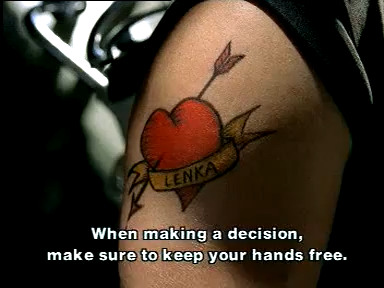 LENKA
When making a decision,
make sure to keep your hands free.